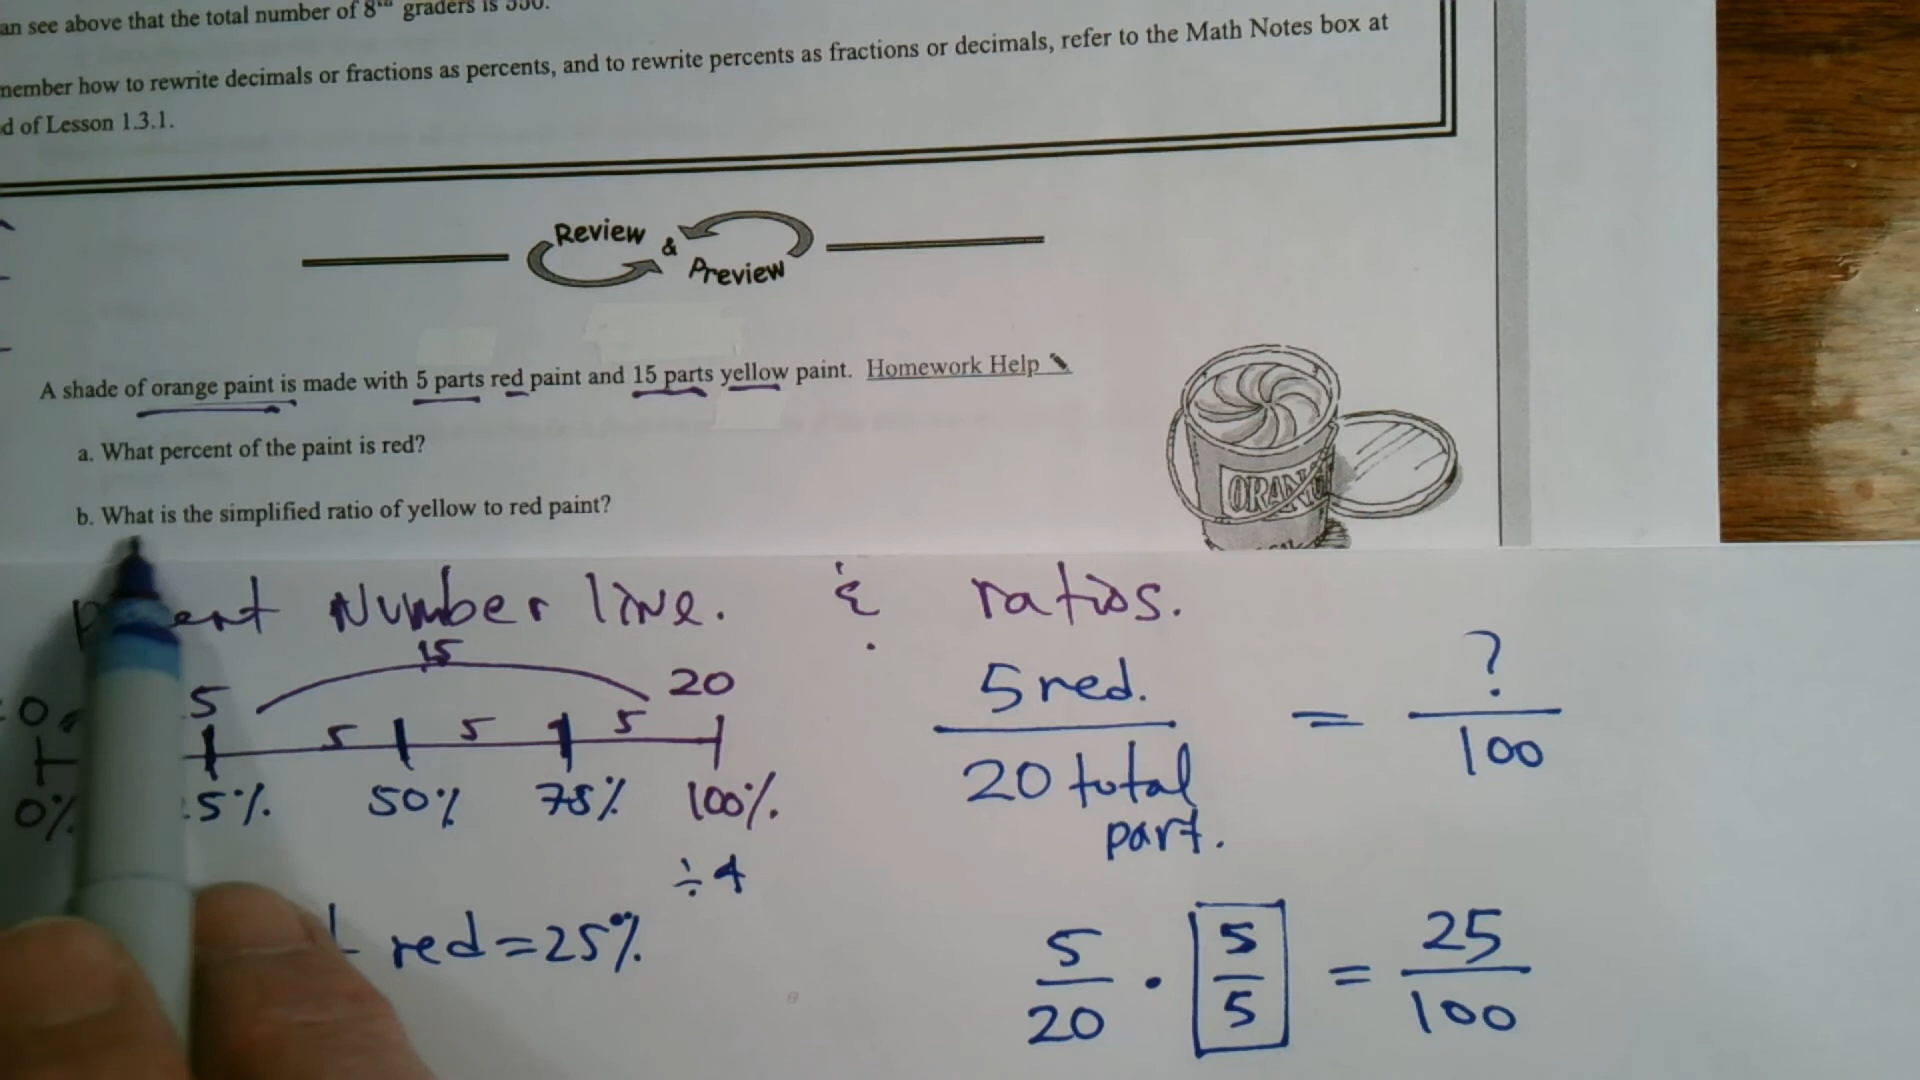 an see above that the total number of 8th graders is
member how to rewrite decimals or fractions as percents, and to rewrite percents as fractions or decimals, refer to the Math Notes box at
d of Lesson 1.3.1.
Review
&
Preview
A shade of orange paint is made with 5 parts red paint and 15 parts yellow paint. Homework Help
a. What percent of the paint is red?
b. What is the simplified ratio of yellow to red paint?
Number line. & ratios.
15
0 5 20
5 5 5
0% 5% 50% 75% 100%
÷4
red=25%
5 red. / 20 total part. = ? / 100
5/20 · 5/5 = 25/100